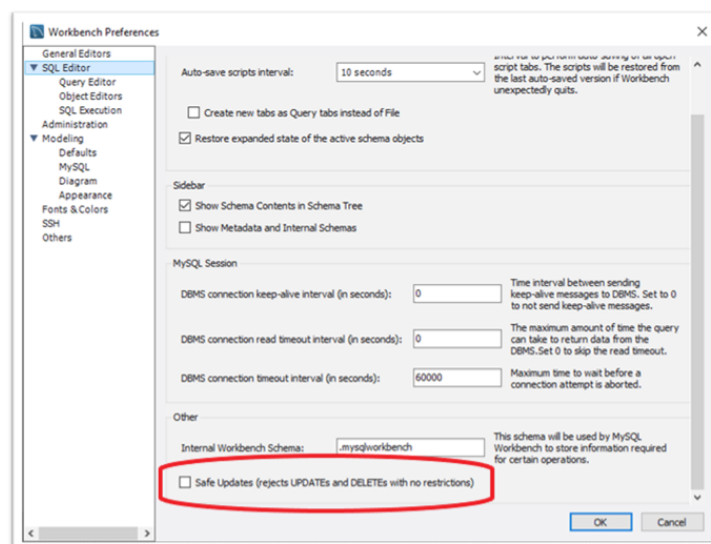 Workbench Preferences
General Editors
SQL Editor
Query Editor
Object Editors
SQL Execution
Administration
Modeling
Defaults
MySQL
Diagram
Appearance
Fonts & Colors
SSH
Others
Auto-save scripts interval:
10 seconds
Interval to perform auto-saving of all open
script tabs. The scripts will be restored from
the last auto-saved version if Workbench
unexpectedly quits.
Create new tabs as Query tabs instead of File
Restore expanded state of the active schema objects
Sidebar
Show Schema Contents in Schema Tree
Show Metadata and Internal Schemas
MySQL Session
DBMS connection keep-alive interval (in seconds):
0
Time interval between sending
keep-alive messages to DBMS. Set to 0
to not send keep-alive messages.
DBMS connection read timeout interval (in seconds):
0
The maximum amount of time the query
can take to return data from the
DBMS.Set 0 to skip the read timeout.
DBMS connection timeout interval (in seconds):
60000
Maximum time to wait before a
connection attempt is aborted.
Other
Internal Workbench Schema:
.mysqlworkbench
This schema will be used by MySQL
Workbench to store information required
for certain operations.
Safe Updates (rejects UPDATEs and DELETEs with no restrictions)
OK
Cancel